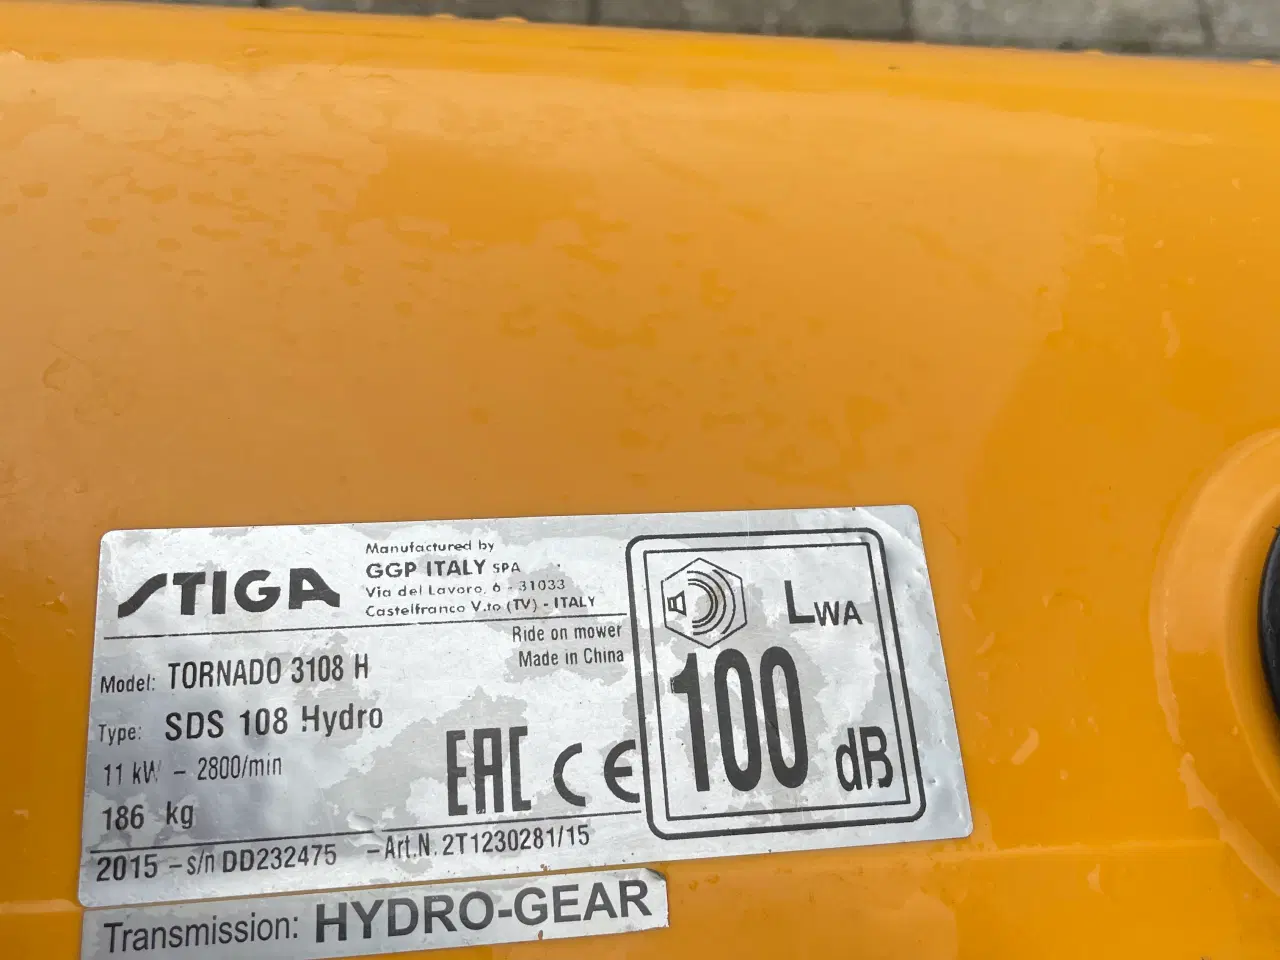 STIGA
Manufactured by
GGP ITALY SPA
Via del Lavoro, 6 - 31033
Castelfranco V.to (TV) - ITALY
Ride on mower
Made in China
Model: TORNADO 3108 H
Type: SDS 108 Hydro
11 kW - 2800/min
186 kg
EAC CE
2015 - s/n DD232475 - Art.N. 2T1230281/15
LWA
100
dB
Transmission: HYDRO-GEAR